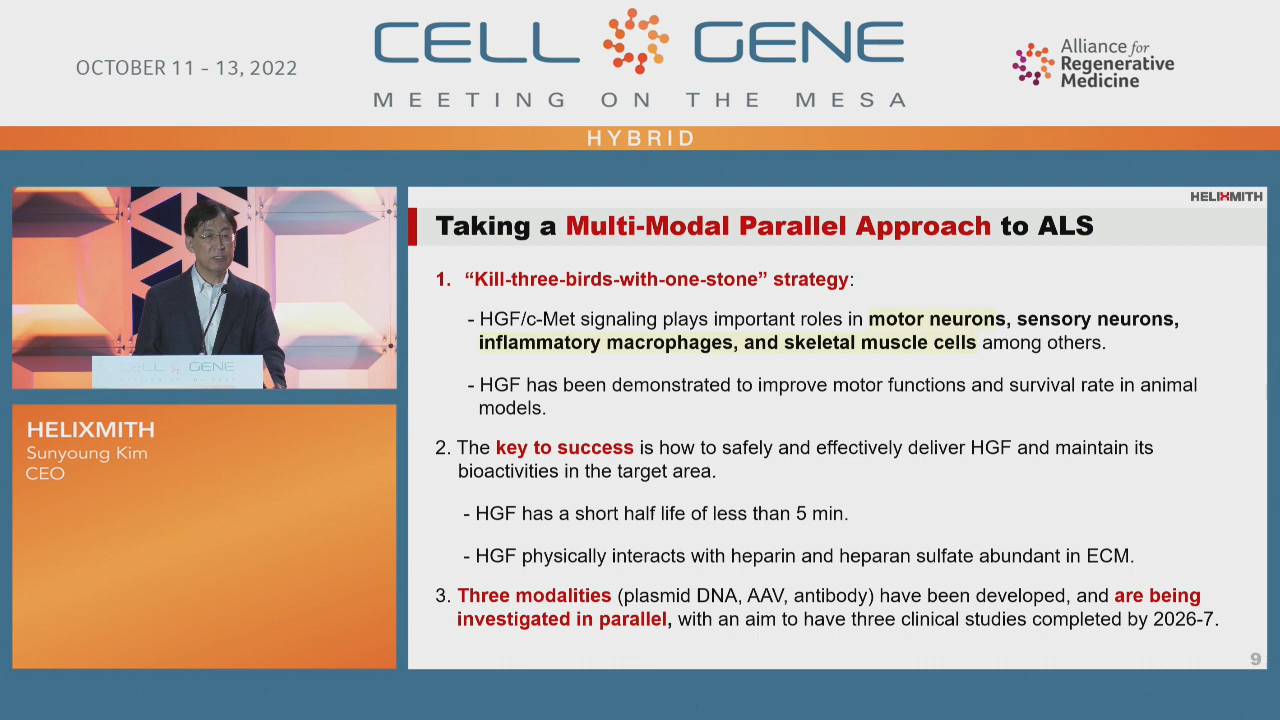 OCTOBER 11 - 13, 2022
CELL GENE
MEETING ON THE MESA
Alliance for
Regenerative
Medicine
HYBRID
CELL GENE
HELIXMITH
Sunyoung Kim
CEO
HELIXMITH
Taking a Multi-Modal Parallel Approach to ALS
1. “Kill-three-birds-with-one-stone” strategy:
- HGF/c-Met signaling plays important roles in motor neurons, sensory neurons,
inflammatory macrophages, and skeletal muscle cells among others.
- HGF has been demonstrated to improve motor functions and survival rate in animal
models.
2. The key to success is how to safely and effectively deliver HGF and maintain its
bioactivities in the target area.
- HGF has a short half life of less than 5 min.
- HGF physically interacts with heparin and heparan sulfate abundant in ECM.
3. Three modalities (plasmid DNA, AAV, antibody) have been developed, and are being
investigated in parallel, with an aim to have three clinical studies completed by 2026-7.
9